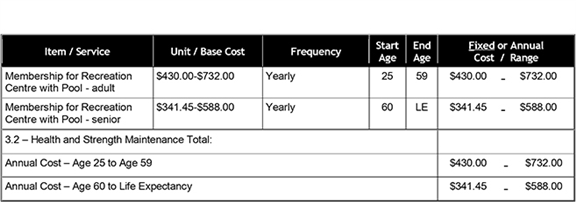 Item / Service Unit / Base Cost Frequency Start Age End Age Fixed or Annual Cost / Range
Membership for Recreation Centre with Pool - adult $430.00-$732.00 Yearly 25 59 $430.00 - $732.00
Membership for Recreation Centre with Pool - senior $341.45-$588.00 Yearly 60 LE $341.45 - $588.00
3.2 – Health and Strength Maintenance Total:
Annual Cost – Age 25 to Age 59 $430.00 - $732.00
Annual Cost – Age 60 to Life Expectancy $341.45 - $588.00